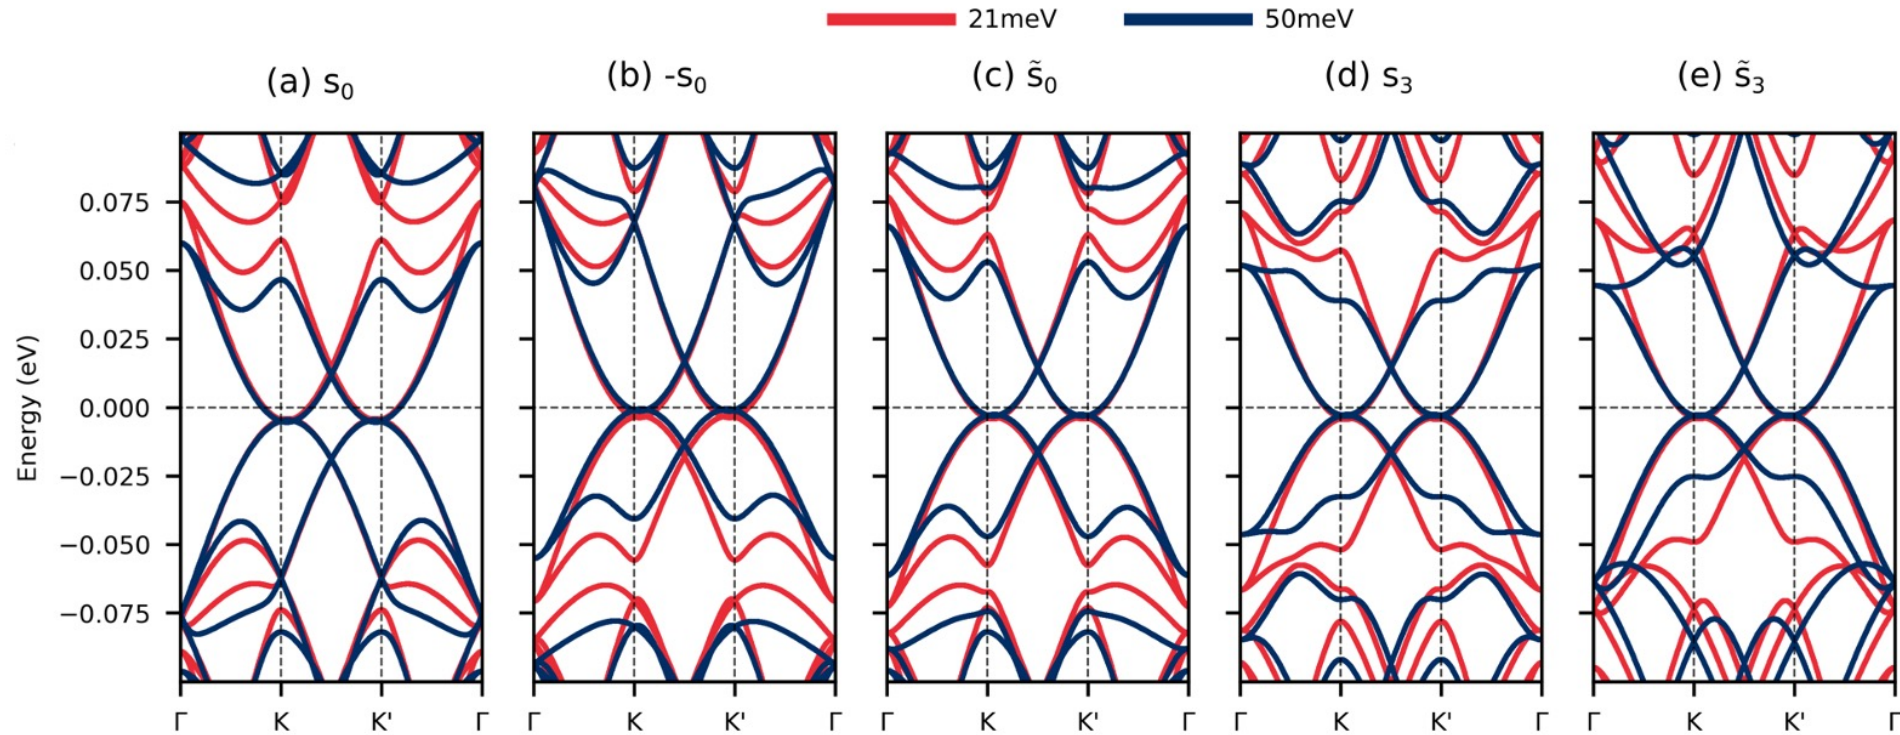 21meV 50meV
(a) s₀ (b) -s₀ (c) s̃₀ (d) s₃ (e) s̃₃
0.075
0.050
0.025
0.000
−0.025
−0.050
−0.075
Energy (eV)
Γ K K' Γ Γ K K' Γ Γ K K' Γ Γ K K' Γ Γ K K' Γ